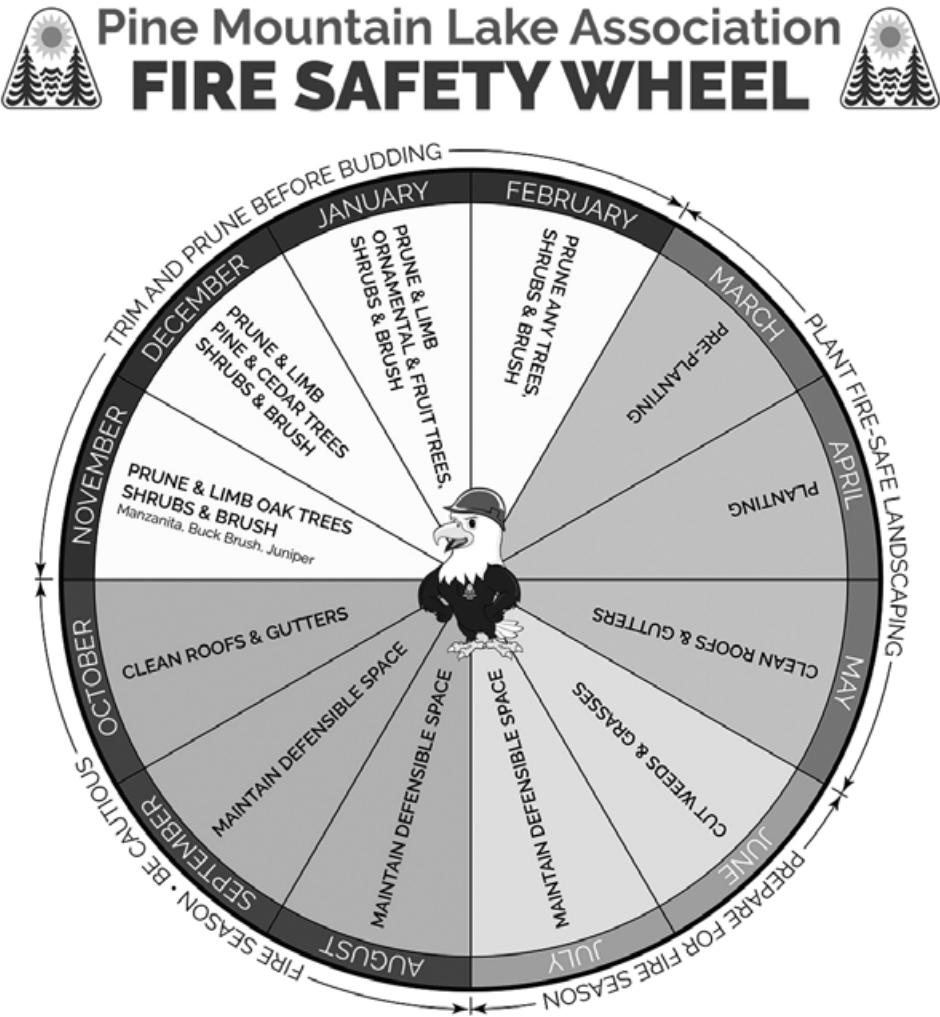 Pine Mountain Lake Association
FIRE SAFETY WHEEL
TRIM AND PRUNE BEFORE BUDDING
JANUARY
PRUNE & LIMB
ORNAMENTAL & FRUIT TREES,
SHRUBS & BRUSH
FEBRUARY
PRUNE ANY TREES,
SHRUBS & BRUSH
PLANT FIRE-SAFE LANDSCAPING
MARCH
PRE-PLANTING
APRIL
PLANTING
MAY
CLEAN ROOFS & GUTTERS
PREPARE FOR FIRE SEASON
JUNE
CUT WEEDS & GRASSES
JULY
MAINTAIN DEFENSIBLE SPACE
FIRE SEASON • BE CAUTIOUS
AUGUST
MAINTAIN DEFENSIBLE SPACE
SEPTEMBER
MAINTAIN DEFENSIBLE SPACE
OCTOBER
CLEAN ROOFS & GUTTERS
NOVEMBER
PRUNE & LIMB OAK TREES
SHRUBS & BRUSH
Manzanita, Buck Brush, Juniper
DECEMBER
PRUNE & LIMB
PINE & CEDAR TREES
SHRUBS & BRUSH